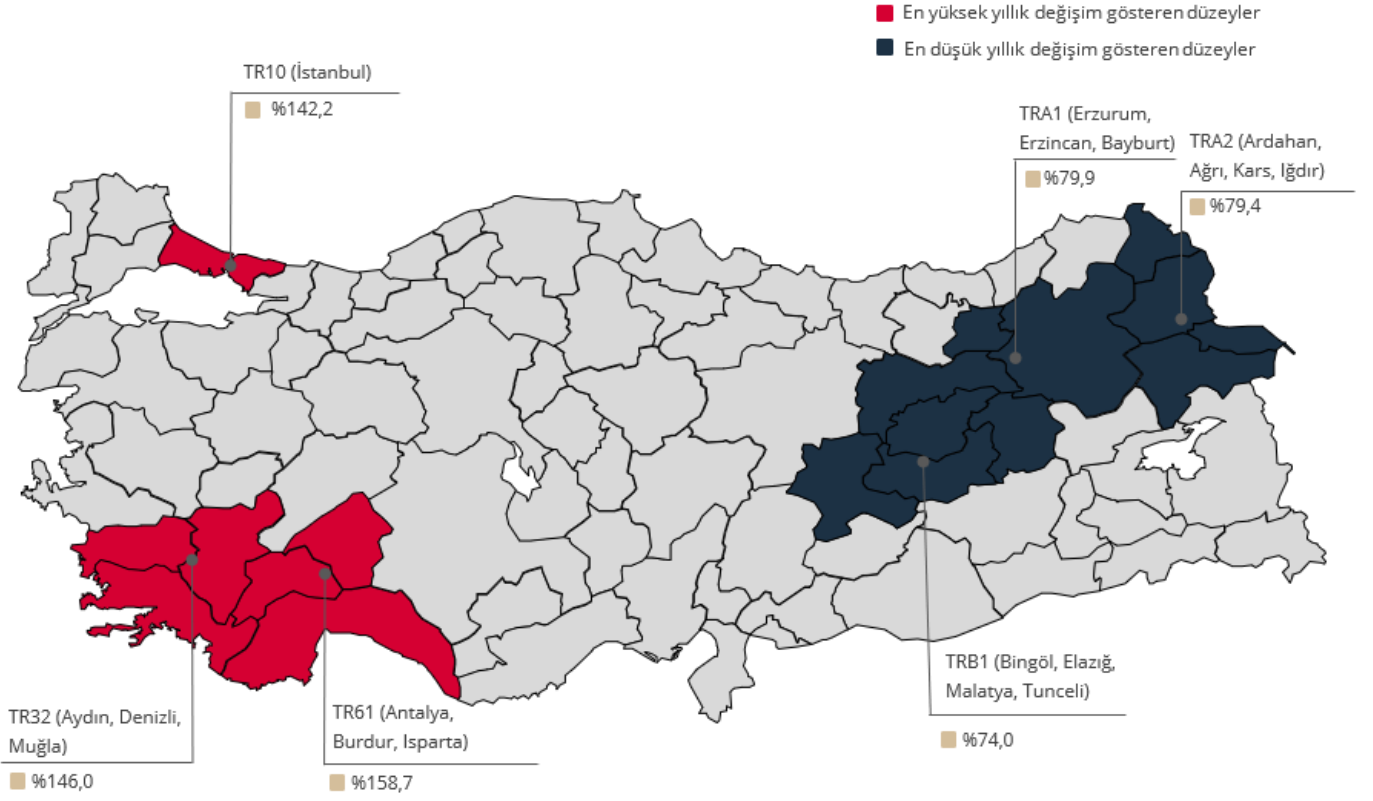 En yüksek yıllık değişim gösteren düzeyler
En düşük yıllık değişim gösteren düzeyler
TR10 (İstanbul)
%142,2
TRA1 (Erzurum,
Erzincan, Bayburt)
%79,9
TRA2 (Ardahan,
Ağrı, Kars, Iğdır)
%79,4
TRB1 (Bingöl, Elazığ,
Malatya, Tunceli)
%74,0
TR32 (Aydın, Denizli,
Muğla)
%146,0
TR61 (Antalya,
Burdur, Isparta)
%158,7